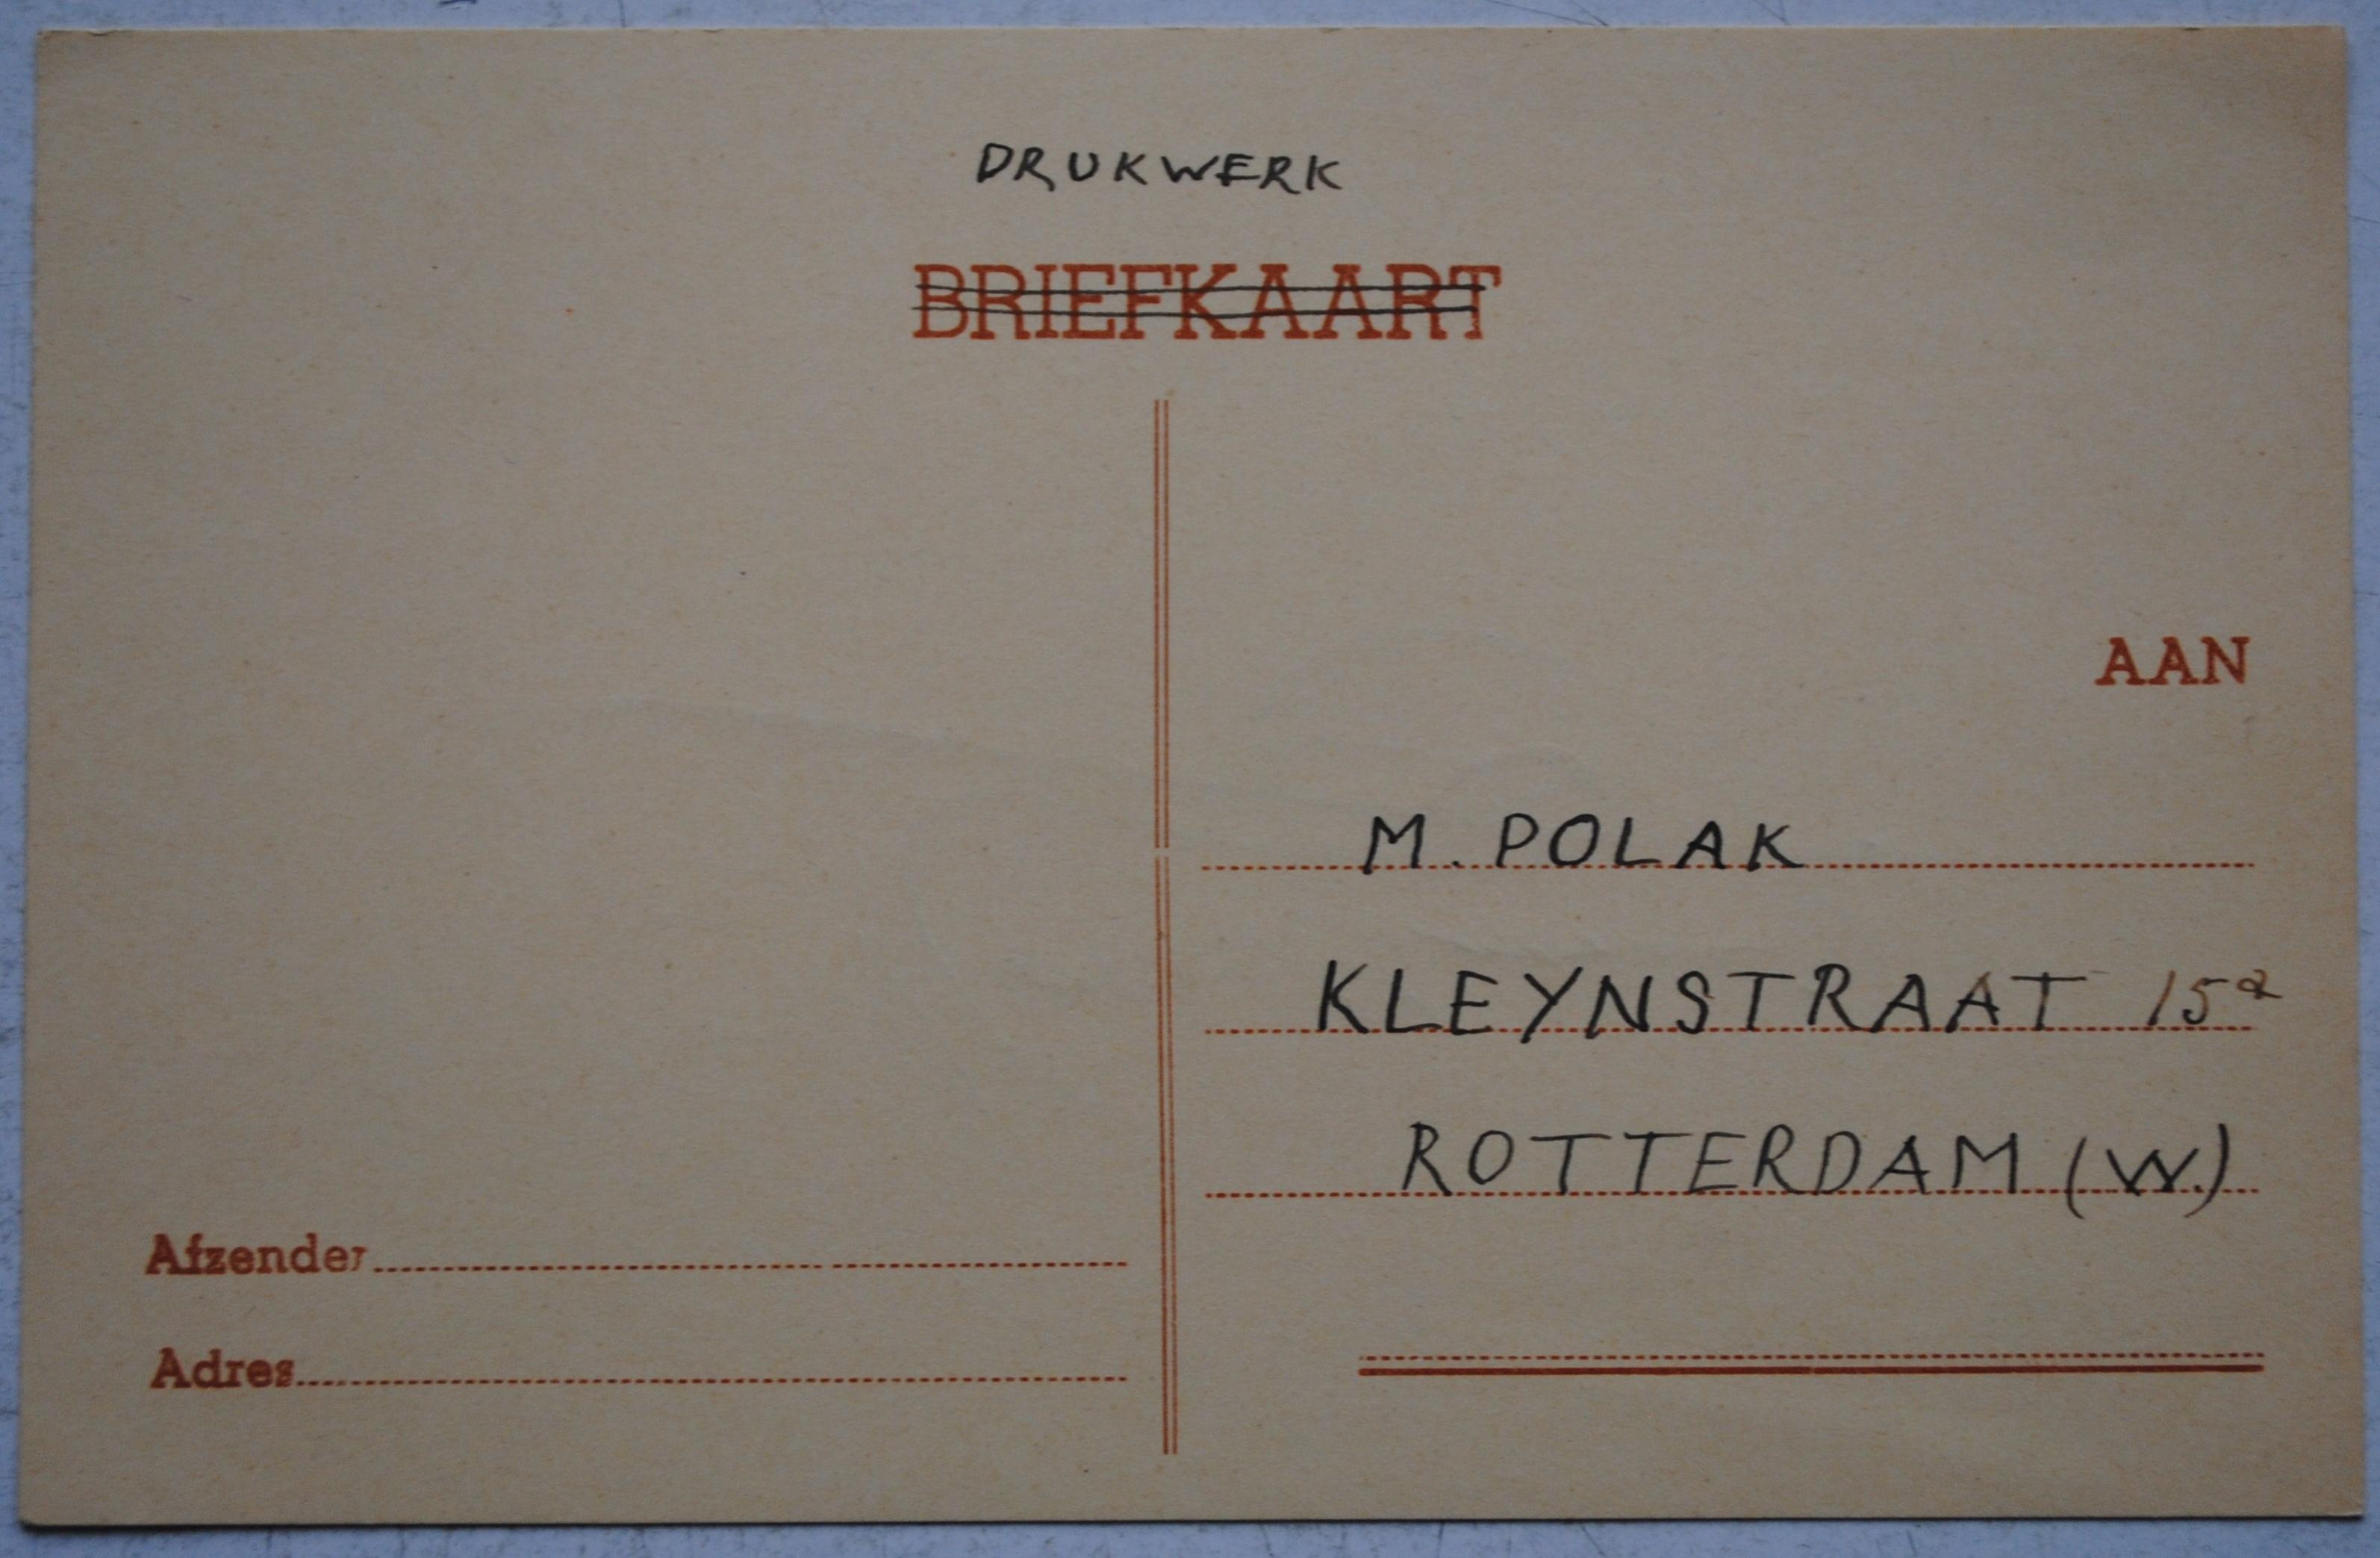 DRUKWERK
BRIEFKAART
AAN
M. POLAK
KLEYNSTRAAT 15a
ROTTERDAM (W.)
Afzender
Adres